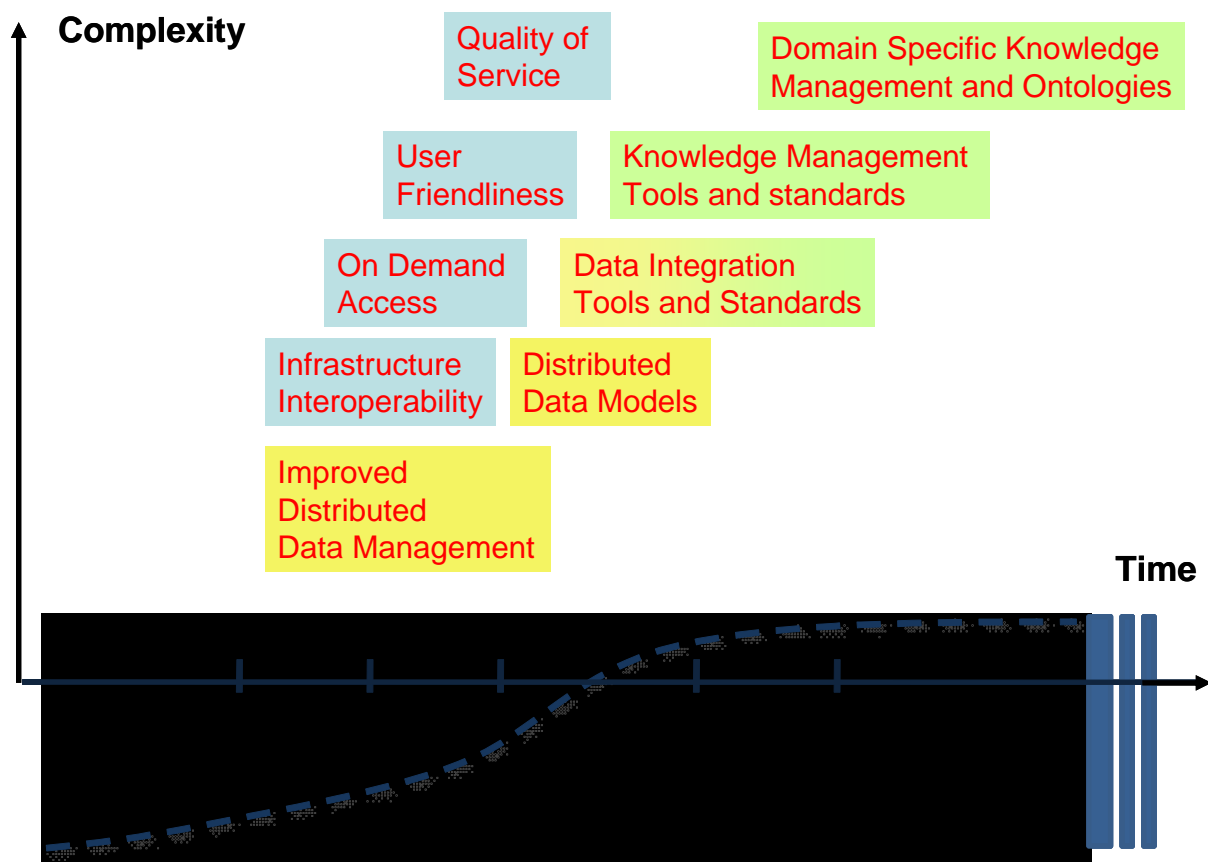 Complexity
Quality of
Service
Domain Specific Knowledge
Management and Ontologies
User
Friendliness
Knowledge Management
Tools and standards
On Demand
Access
Data Integration
Tools and Standards
Infrastructure
Interoperability
Distributed
Data Models
Improved
Distributed
Data Management
Time